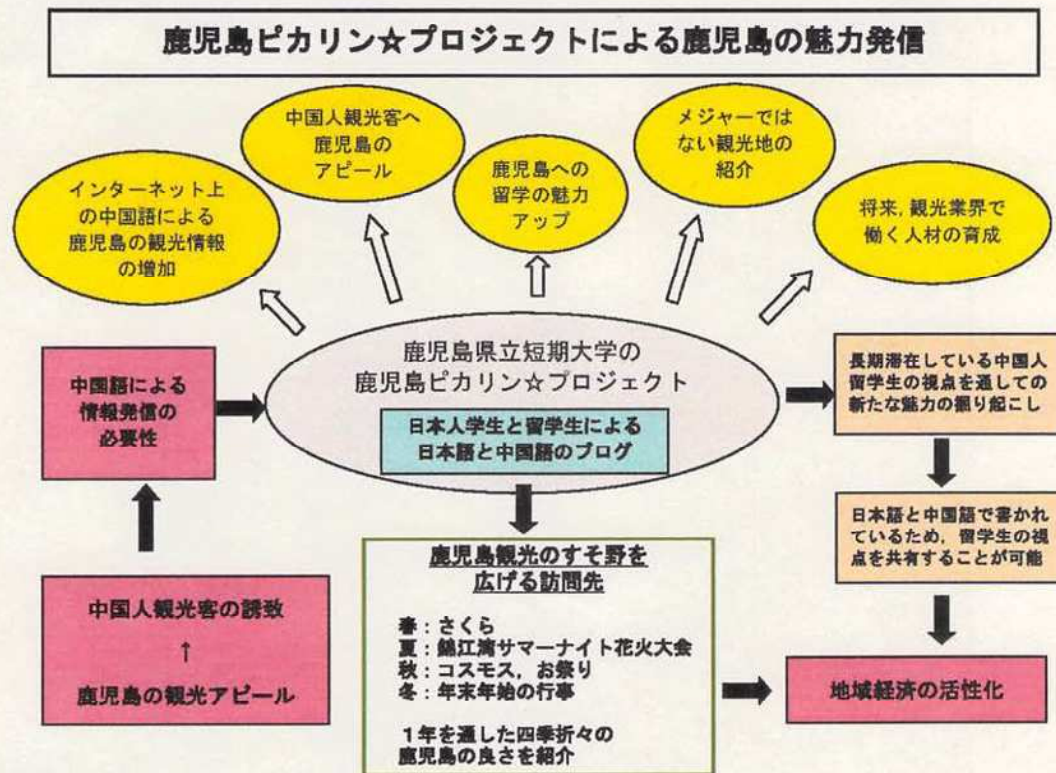 鹿児島ピカリン☆プロジェクトによる鹿児島の魅力発信
インターネット上
の中国語による
鹿児島の観光情報
の増加
中国人観光客へ
鹿児島の
アピール
鹿児島への
留学の魅力
アップ
メジャーでは
ない観光地の
紹介
将来,観光業界で
働く人材の育成
中国語による
情報発信の
必要性
鹿児島県立短期大学の
鹿児島ピカリン☆プロジェクト
日本人学生と留学生による
日本語と中国語のブログ
長期滞在している中国人
留学生の視点を通しての
新たな魅力の掘り起こし
日本語と中国語で書かれ
ているため,留学生の視
点を共有することが可能
中国人観光客の誘致
↑
鹿児島の観光アピール
鹿児島観光のすそ野を
広げる訪問先
春:さくら
夏:錦江湾サマーナイト花火大会
秋:コスモス,お祭り
冬:年末年始の行事
1年を通した四季折々の
鹿児島の良さを紹介
地域経済の活性化